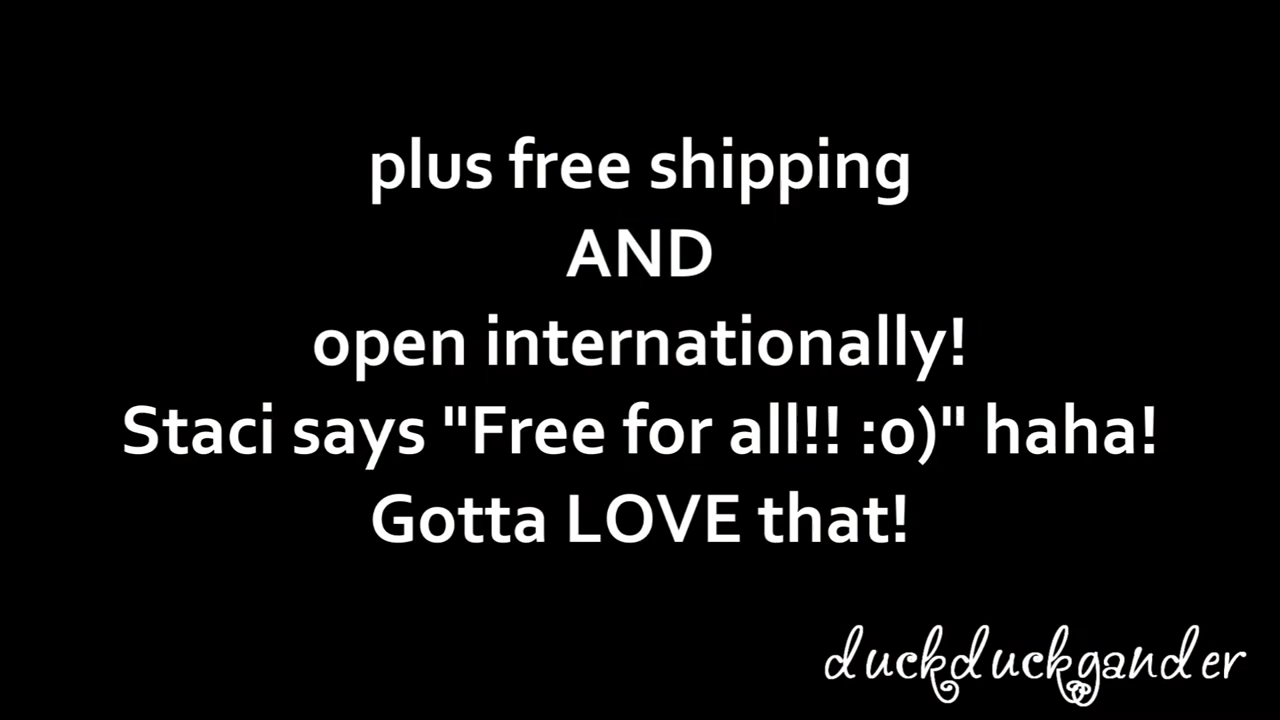 plus free shipping
AND
open internationally!
Staci says "Free for all!! :o)" haha!
Gotta LOVE that!
duckduckgander